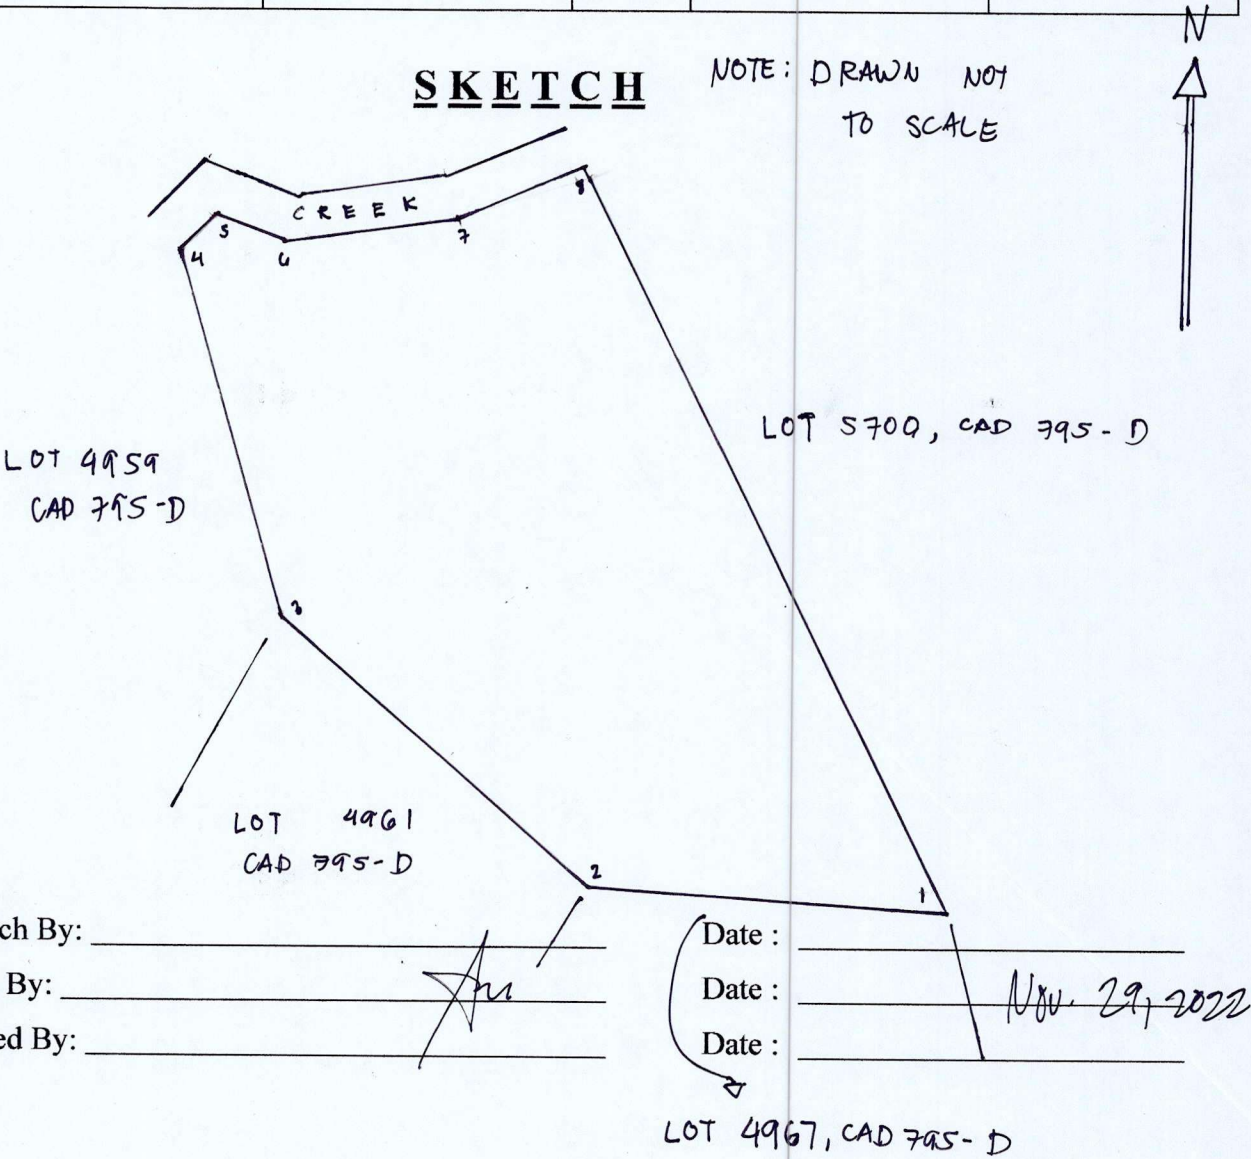 N
SKETCH
NOTE: DRAWN NOT
TO SCALE
CREEK
8
5
7
4
6
LOT 5700, CAD 795-D
LOT 4959
CAD 795-D
3
LOT 4961
CAD 795-D
2
1
ch By:
Date :
By:
Date : Nov. 29, 2022
ed By:
Date :
LOT 4967, CAD 795-D